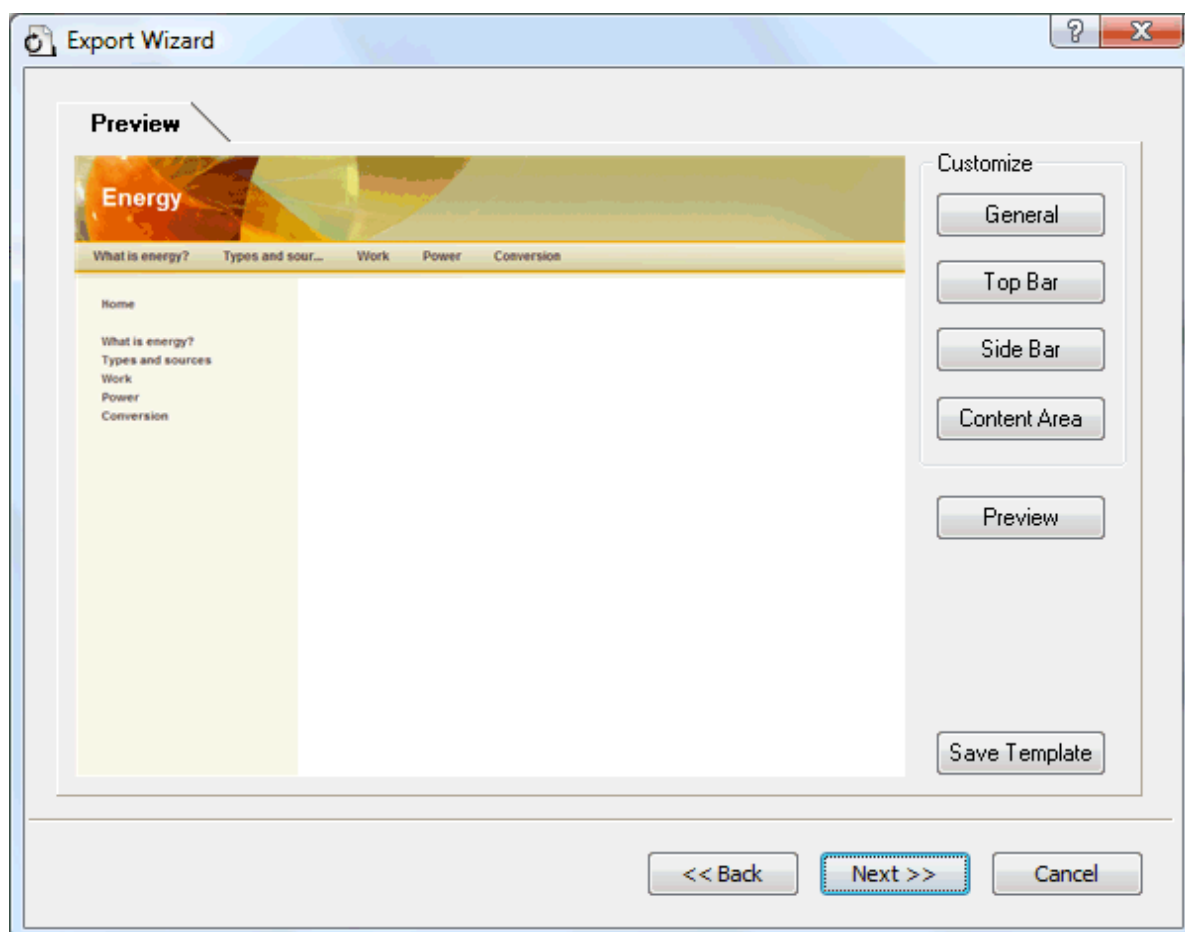 Export Wizard
Preview
Energy
What is energy? Types and sour... Work Power Conversion
Home
What is energy?
Types and sources
Work
Power
Conversion
Customize
General
Top Bar
Side Bar
Content Area
Preview
Save Template
<< Back Next >> Cancel